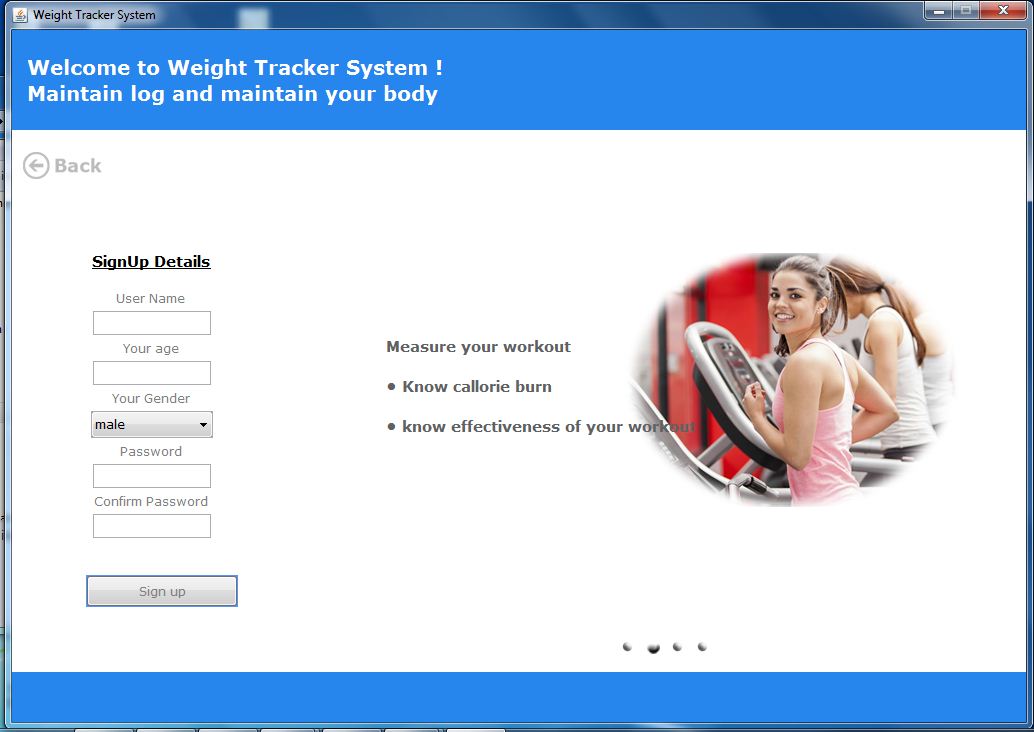 Weight Tracker System
Welcome to Weight Tracker System !
Maintain log and maintain your body
Back
SignUp Details
User Name
Your age
Your Gender
male
Password
Confirm Password
Sign up
Measure your workout
• Know callorie burn
• know effectiveness of your workout